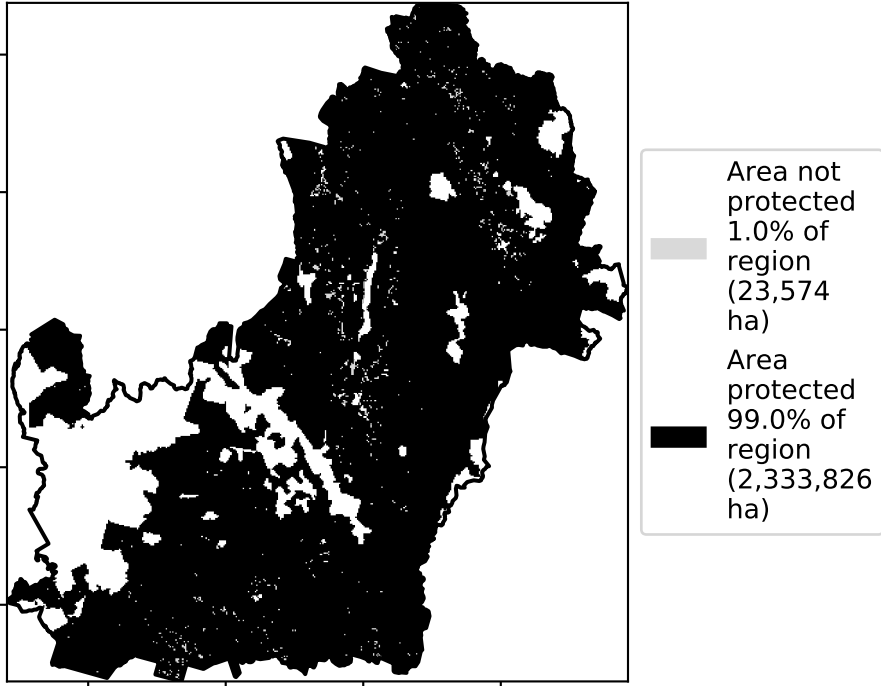 Area not
protected
1.0% of
region
(23,574
ha)
Area
protected
99.0% of
region
(2,333,826
ha)